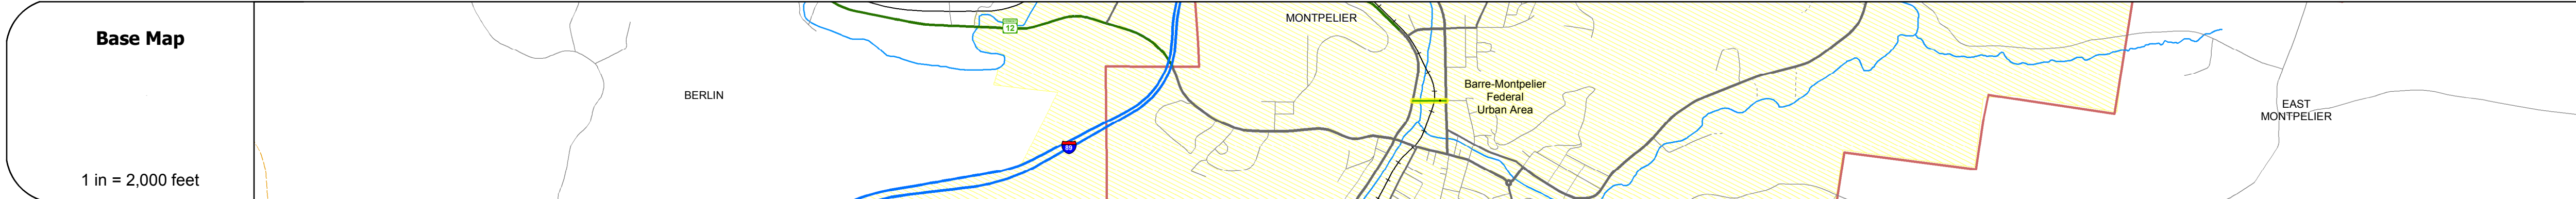 Base Map
1 in = 2,000 feet
BERLIN
12
89
MONTPELIER
Barre-Montpelier
Federal
Urban Area
EAST
MONTPELIER